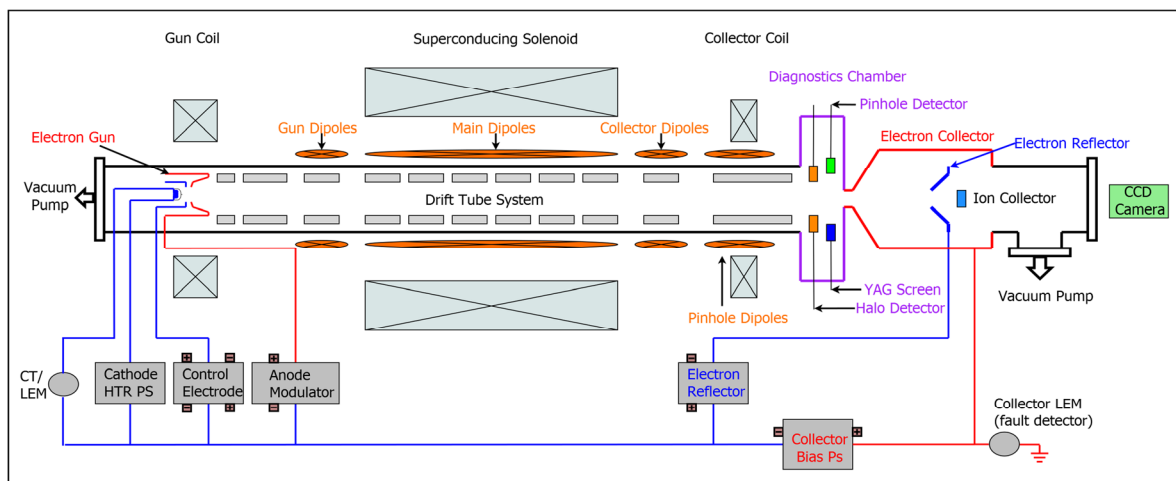 Gun Coil
Superconducing Solenoid
Collector Coil
Diagnostics Chamber
Pinhole Detector
Electron Gun
Gun Dipoles
Main Dipoles
Collector Dipoles
Electron Collector
Electron Reflector
Vacuum
Pump
Drift Tube System
Ion Collector
CCD
Camera
YAG Screen
Halo Detector
Vacuum Pump
Pinhole Dipoles
CT/
LEM
Cathode
HTR PS
Control
Electrode
Anode
Modulator
Electron
Reflector
Collector LEM
(fault detector)
Collector
Bias Ps